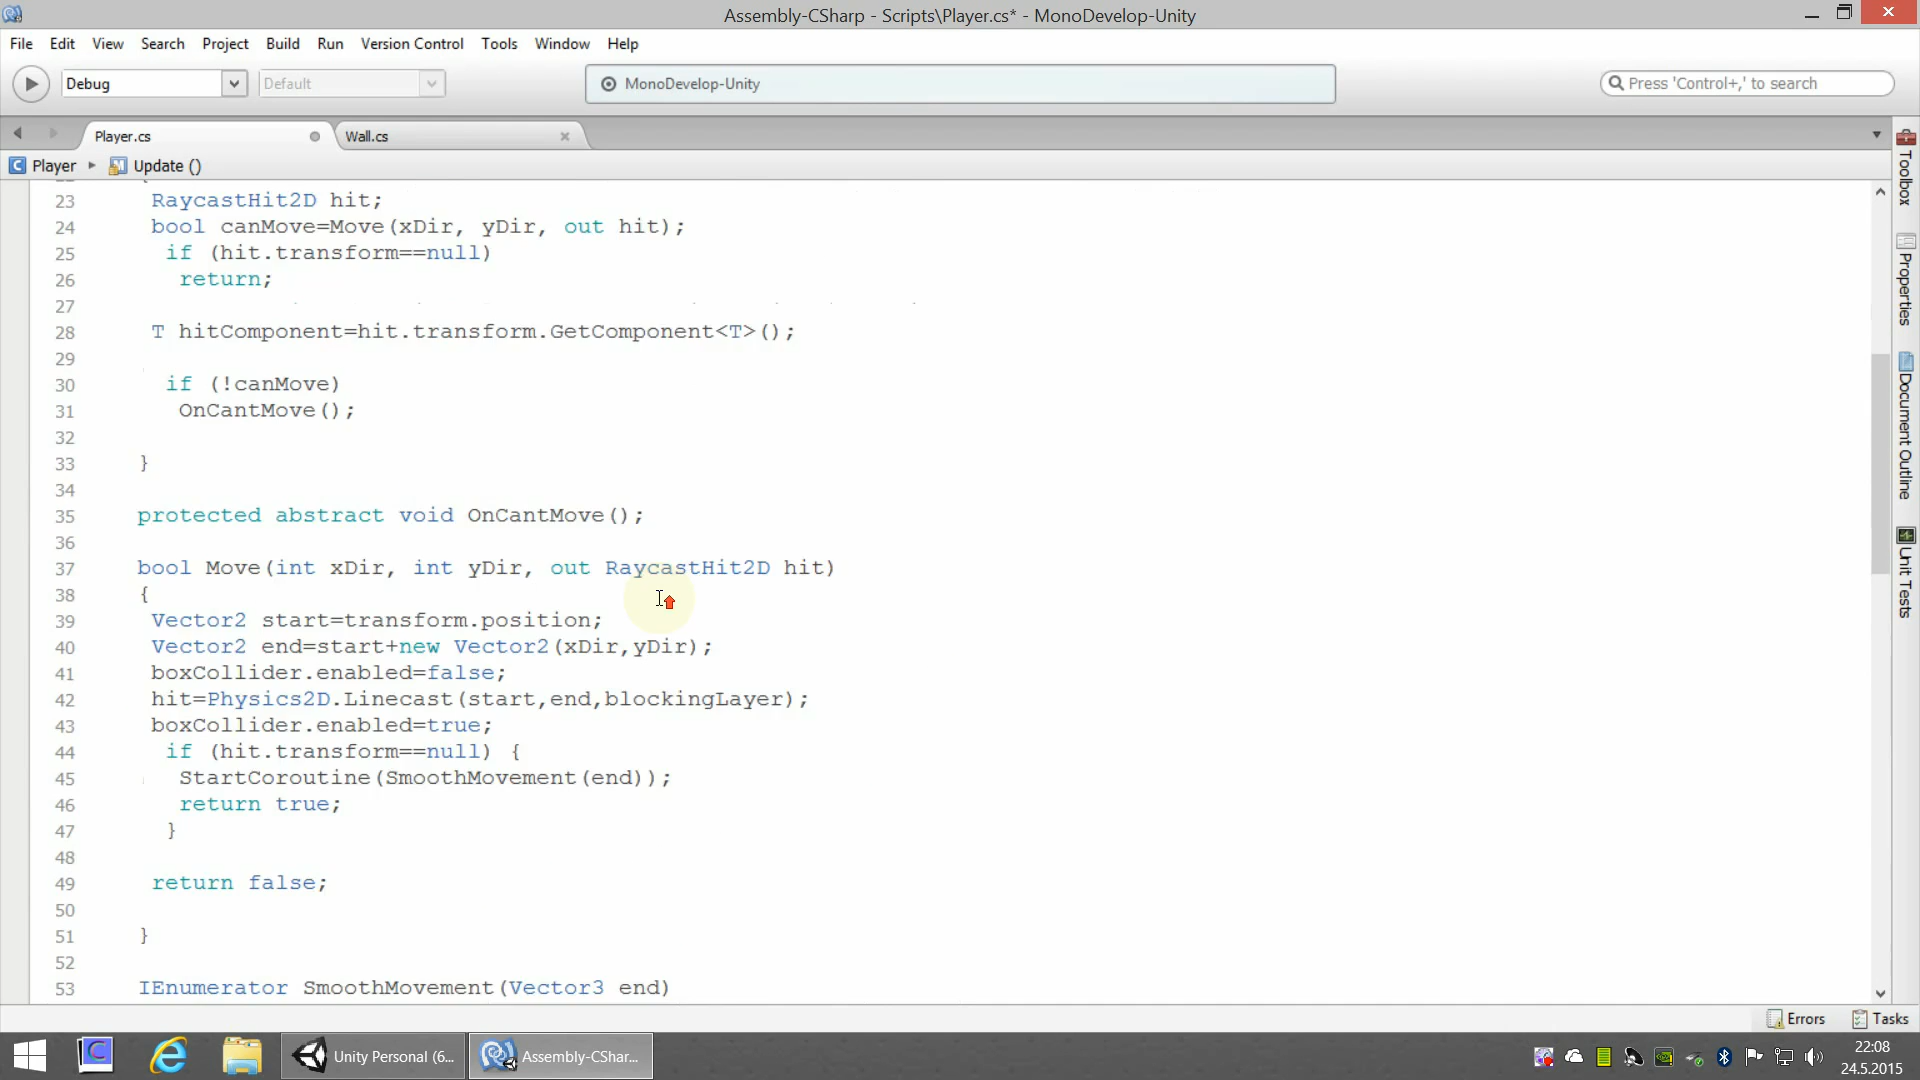 Assembly-CSharp - Scripts\Player.cs* - MonoDevelop-Unity
File Edit View Search Project Build Run Version Control Tools Window Help
Debug Default MonoDevelop-Unity Press 'Control+,' to search
Player.cs Wall.cs
Player Update ()
23 RaycastHit2D hit;
24 bool canMove=Move(xDir, yDir, out hit);
25 if (hit.transform==null)
26 return;
27
28 T hitComponent=hit.transform.GetComponent<T>();
29
30 if (!canMove)
31 OnCantMove();
32
33 }
34
35 protected abstract void OnCantMove();
36
37 bool Move(int xDir, int yDir, out RaycastHit2D hit)
38 {
39 Vector2 start=transform.position;
40 Vector2 end=start+new Vector2(xDir,yDir);
41 boxCollider.enabled=false;
42 hit=Physics2D.Linecast(start,end,blockingLayer);
43 boxCollider.enabled=true;
44 if (hit.transform==null) {
45 StartCoroutine(SmoothMovement(end));
46 return true;
47 }
48
49 return false;
50
51 }
52
53 IEnumerator SmoothMovement(Vector3 end)
Toolbox
Properties
Document Outline
Unit Tests
Errors Tasks
Unity Personal (6... Assembly-CShar...
22:08
24.5.2015